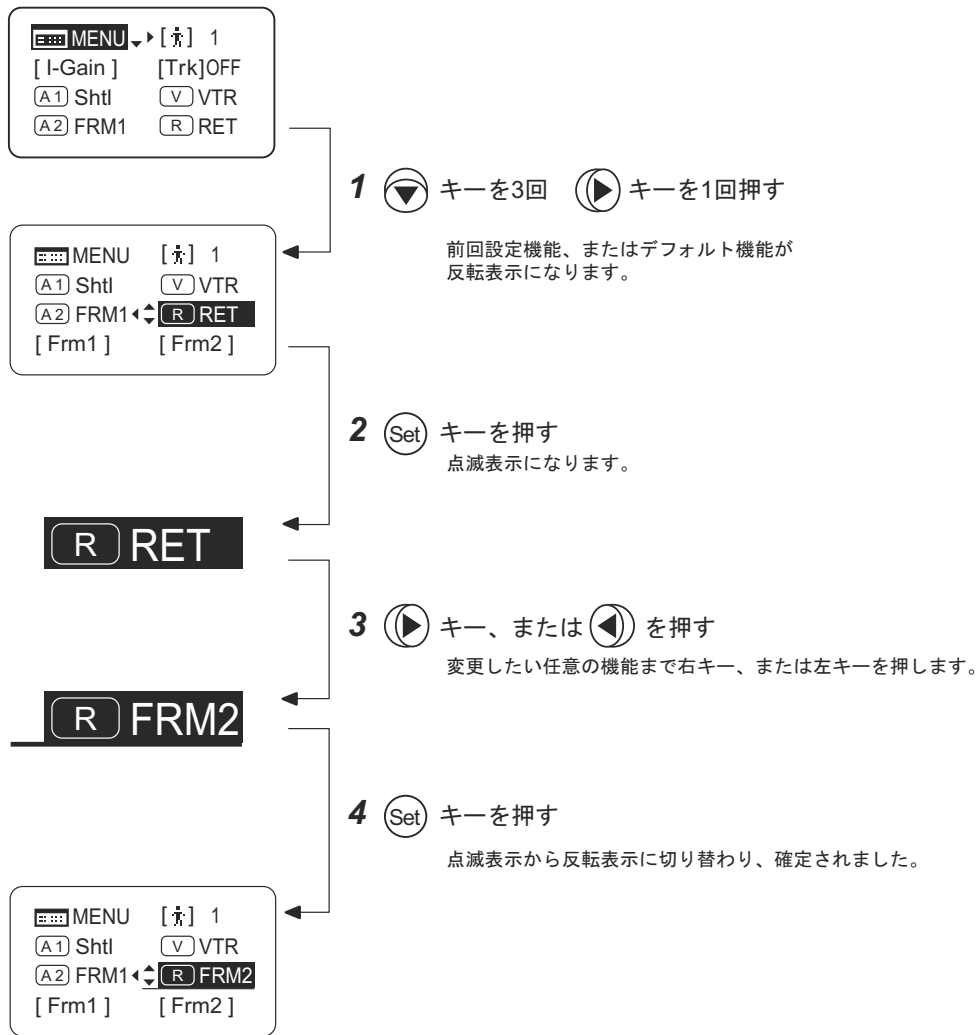 MENU [ ] 1
[ I-Gain ] [Trk]OFF
A1 Shtl V VTR
A2 FRM1 R RET
1 キーを3回 キーを1回押す
前回設定機能、またはデフォルト機能が
反転表示になります。
MENU [ ] 1
A1 Shtl V VTR
A2 FRM1 R RET
[ Frm1 ] [ Frm2 ]
2 Set キーを押す
点滅表示になります。
R RET
3 キー、または を押す
変更したい任意の機能まで右キー、または左キーを押します。
R FRM2
4 Set キーを押す
点滅表示から反転表示に切り替わり、確定されました。
MENU [ ] 1
A1 Shtl V VTR
A2 FRM1 R FRM2
[ Frm1 ] [ Frm2 ]